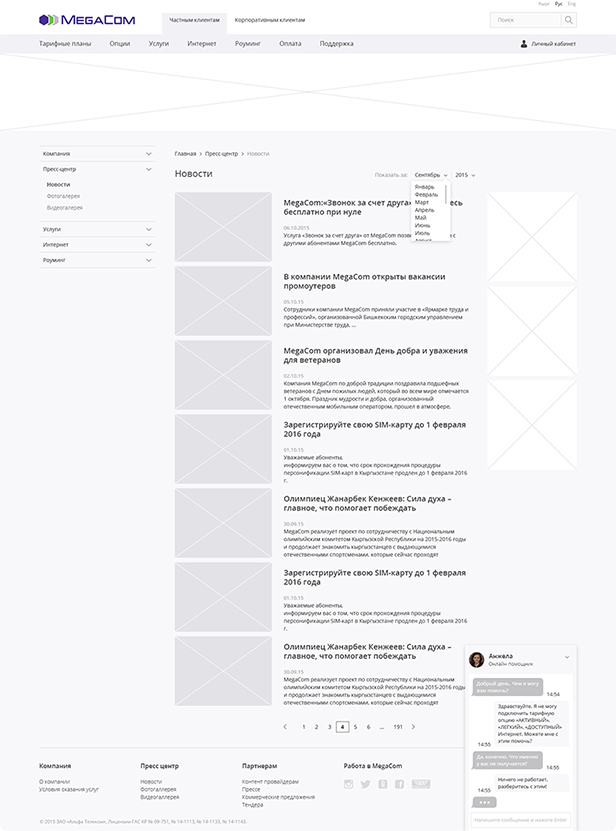 Кырг Рус Eng
MEGACOM
Частным клиентам Корпоративным клиентам
Поиск
Тарифные планы Опции Услуги Интернет Роуминг Оплата Поддержка
Личный кабинет
Компания
Пресс-центр
Новости
Фотогалерея
Видеогалерея
Услуги
Интернет
Роуминг
Главная > Пресс-центр > Новости
Новости
Показать за: Сентябрь 2015
Январь
Февраль
Март
Апрель
Май
Июнь
Июль
MegaCom:«Звонок за счет друга»
бесплатно при нуле
06.10.2015
Услуга «Звонок за счет друга» от MegaCom с
другими абонентами MegaCom бесплатно.
В компании MegaCom открыты вакансии
промоутеров
05.10.15
Сотрудники компании MegaCom приняли участие в «Ярмарке труда и
профессий», организованной Бишкекским городским управлением
при Министерстве труда, ...
MegaCom организовал День добра и уважения
для ветеранов
02.10.15
Компания MegaCom по доброй традиции поздравила подшефных
ветеранов с Днем пожилых людей, который во всем мире отмечается
1 октября. Праздник мудрости и добра, организованный
отечественным мобильным оператором, прошел в атмосфере,
Зарегистрируйте свою SIM-карту до 1 февраля
2016 года
01.10.15
Уважаемые абоненты,
информируем вас о том, что срок прохождения процедуры
персонификации SIM-карт в Кыргызстане продлен до 1 февраля 2016
г.
Олимпиец Жанарбек Кенжеев: Сила духа –
главное, что помогает побеждать
30.09.15
MegaCom реализует проект по сотрудничеству с Национальным
олимпийским комитетом Кыргызской Республики на 2015-2016 годы
и продолжает знакомить кыргызстанцев с выдающимися
отечественными спортсменами, которые сейчас проходят
Зарегистрируйте свою SIM-карту до 1 февраля
2016 года
01.10.15
Уважаемые абоненты,
информируем вас о том, что срок прохождения процедуры
персонификации SIM-карт в Кыргызстане продлен до 1 февраля 2016
г.
Олимпиец Жанарбек Кенжеев: Сила духа –
главное, что помогает побеждать
30.09.15
MegaCom реализует проект по сотрудничеству с Национальным
олимпийским комитетом Кыргызской Республики на 2015-2016 годы
и продолжает знакомить кыргызстанцев с выдающимися
отечественными спортсменами, которые сейчас проходят
< 1 2 3 4 5 6 ... 191 >
Анжела
Онлайн помощник
Добрый день. Чем я могу
вам помочь?
14:54
Здравствуйте. Я не могу
подключить тарифную
опцию «АКТИВНЫЙ»,
«ЛЕГКИЙ», «ДОСТУПНЫЙ»
Интернет. Можете мне с
этим помочь?
14:55
Да, конечно. Что именно
у вас не получается?
14:55
Ничего не работает,
разберитесь с этим!
14:55
Напишите сообщение и нажмите Enter
Компания
О компании
Условия оказания услуг
Пресс центр
Новости
Фотогалерея
Видеогалерея
Партнерам
Контент провайдерам
Прессе
Коммерческие предложения
Тендера
Работа в MegaCom
© 2015 ЗАО «Альфа Телеком», Лицензии ГАС КР № 09-751, № 14-1113, № 14-1133, № 14-1143.